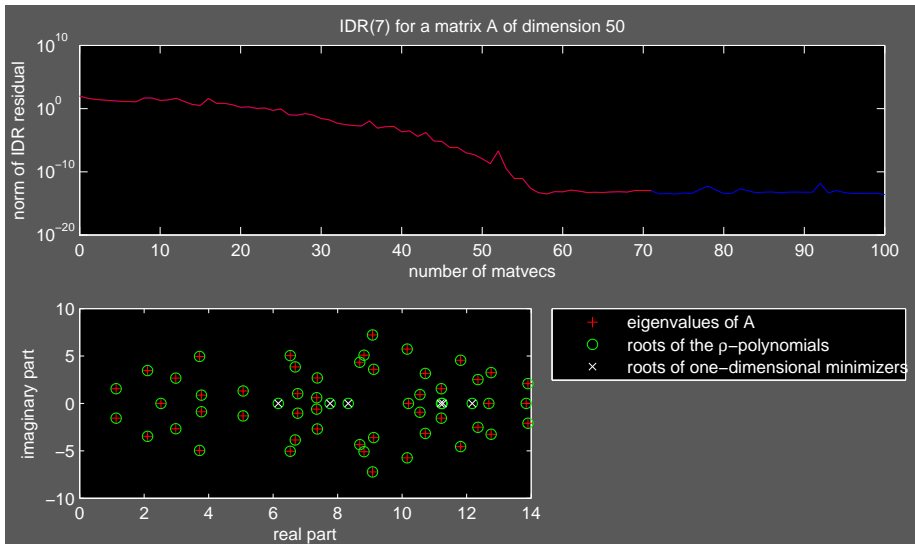 IDR(7) for a matrix A of dimension 50
10^10
10^0
10^−10
10^−20
norm of IDR residual
0 10 20 30 40 50 60 70 80 90 100
number of matvecs
10
5
0
−5
−10
imaginary part
0 2 4 6 8 10 12 14
real part
eigenvalues of A
roots of the ρ−polynomials
roots of one−dimensional minimizers